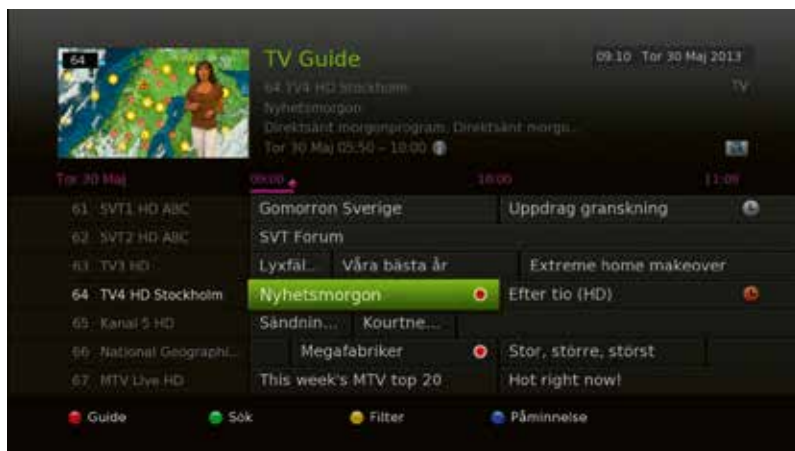 64
TV Guide
09:10 Tor 30 Maj 2013
64 TV4 HD Stockholm
TV
Nyhetsmorgon
Direktsänt morgonprogram. Direktsänt morgo...
Tor 30 Maj 05:50 - 10:00
Tor 30 Maj 09:00 10:00
61 SVT1 HD ABC Gomorron Sverige Uppdrag granskning
62 SVT2 HD ABC SVT Forum
63 TV3 HD Lyxfäl... Våra bästa år Extreme home makeover
64 TV4 HD Stockholm Nyhetsmorgon Efter tio (HD)
65 Kanal 5 HD Sändnin... Kourtne...
66 National Geographi... Megafabriker Stor, större, störst
67 MTV Live HD This week's MTV top 20 Hot right now!
Guide Sök Filter Påminnelse